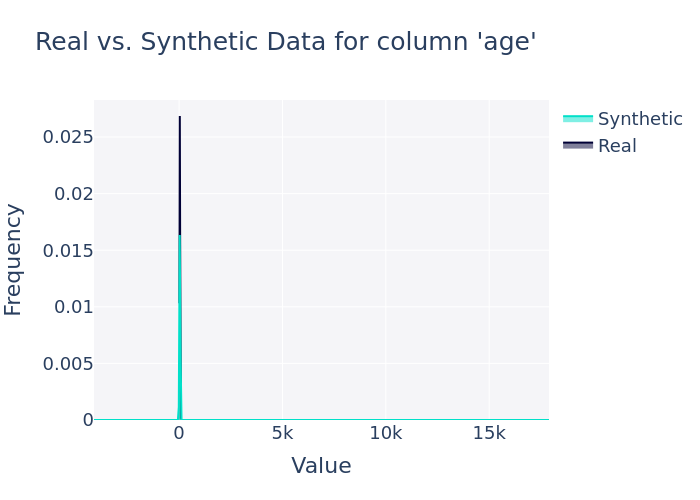 Real vs. Synthetic Data for column 'age'
Synthetic
Real
Frequency
0.025
0.02
0.015
0.01
0.005
0
0
5k
10k
15k
Value